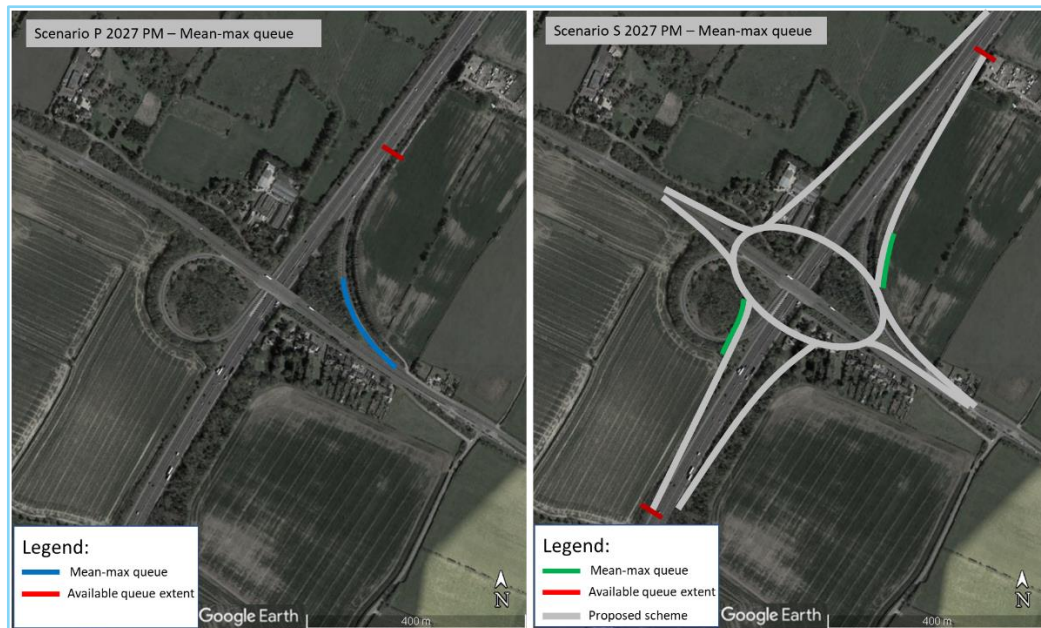 Scenario P 2027 PM – Mean-max queue
Legend:
Mean-max queue
Available queue extent
Google Earth
N
400 m
Scenario S 2027 PM – Mean-max queue
Legend:
Mean-max queue
Available queue extent
Proposed scheme
Google Earth
N
400 m